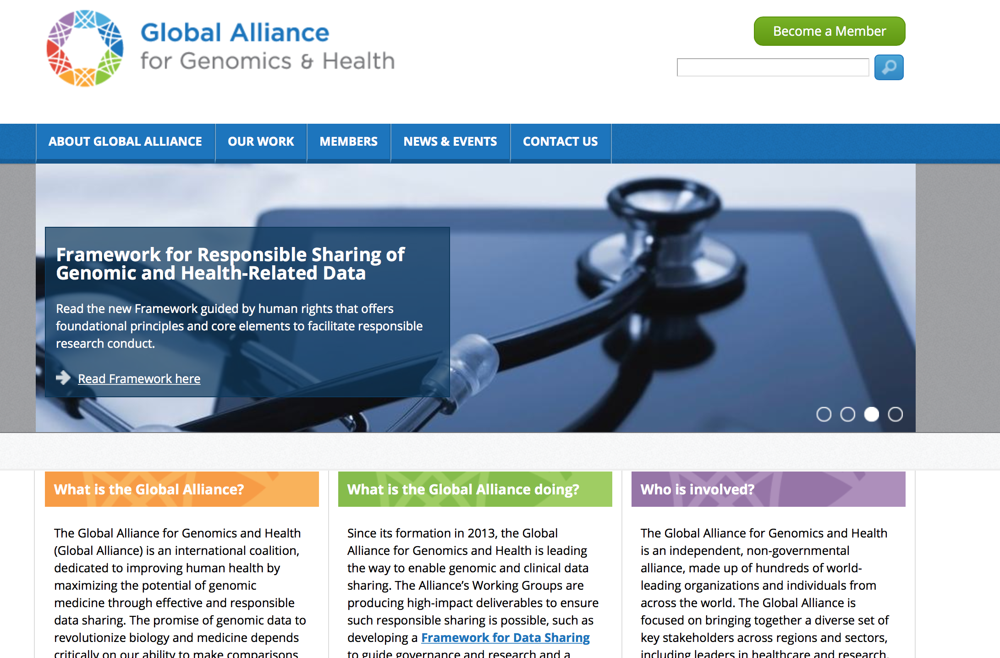 Global Alliance
for Genomics & Health
Become a Member
ABOUT GLOBAL ALLIANCE
OUR WORK
MEMBERS
NEWS & EVENTS
CONTACT US
Framework for Responsible Sharing of
Genomic and Health-Related Data
Read the new Framework guided by human rights that offers
foundational principles and core elements to facilitate responsible
research conduct.
Read Framework here
What is the Global Alliance?
The Global Alliance for Genomics and Health
(Global Alliance) is an international coalition,
dedicated to improving human health by
maximizing the potential of genomic
medicine through effective and responsible
data sharing. The promise of genomic data to
revolutionize biology and medicine depends
critically on our ability to make comparisons
What is the Global Alliance doing?
Since its formation in 2013, the Global
Alliance for Genomics and Health is leading
the way to enable genomic and clinical data
sharing. The Alliance’s Working Groups are
producing high-impact deliverables to ensure
such responsible sharing is possible, such as
developing a Framework for Data Sharing
to guide governance and research and a
Who is involved?
The Global Alliance for Genomics and Health
is an independent, non-governmental
alliance, made up of hundreds of world-
leading organizations and individuals from
across the world. The Global Alliance is
focused on bringing together a diverse set of
key stakeholders across regions and sectors,
including leaders in healthcare and research,